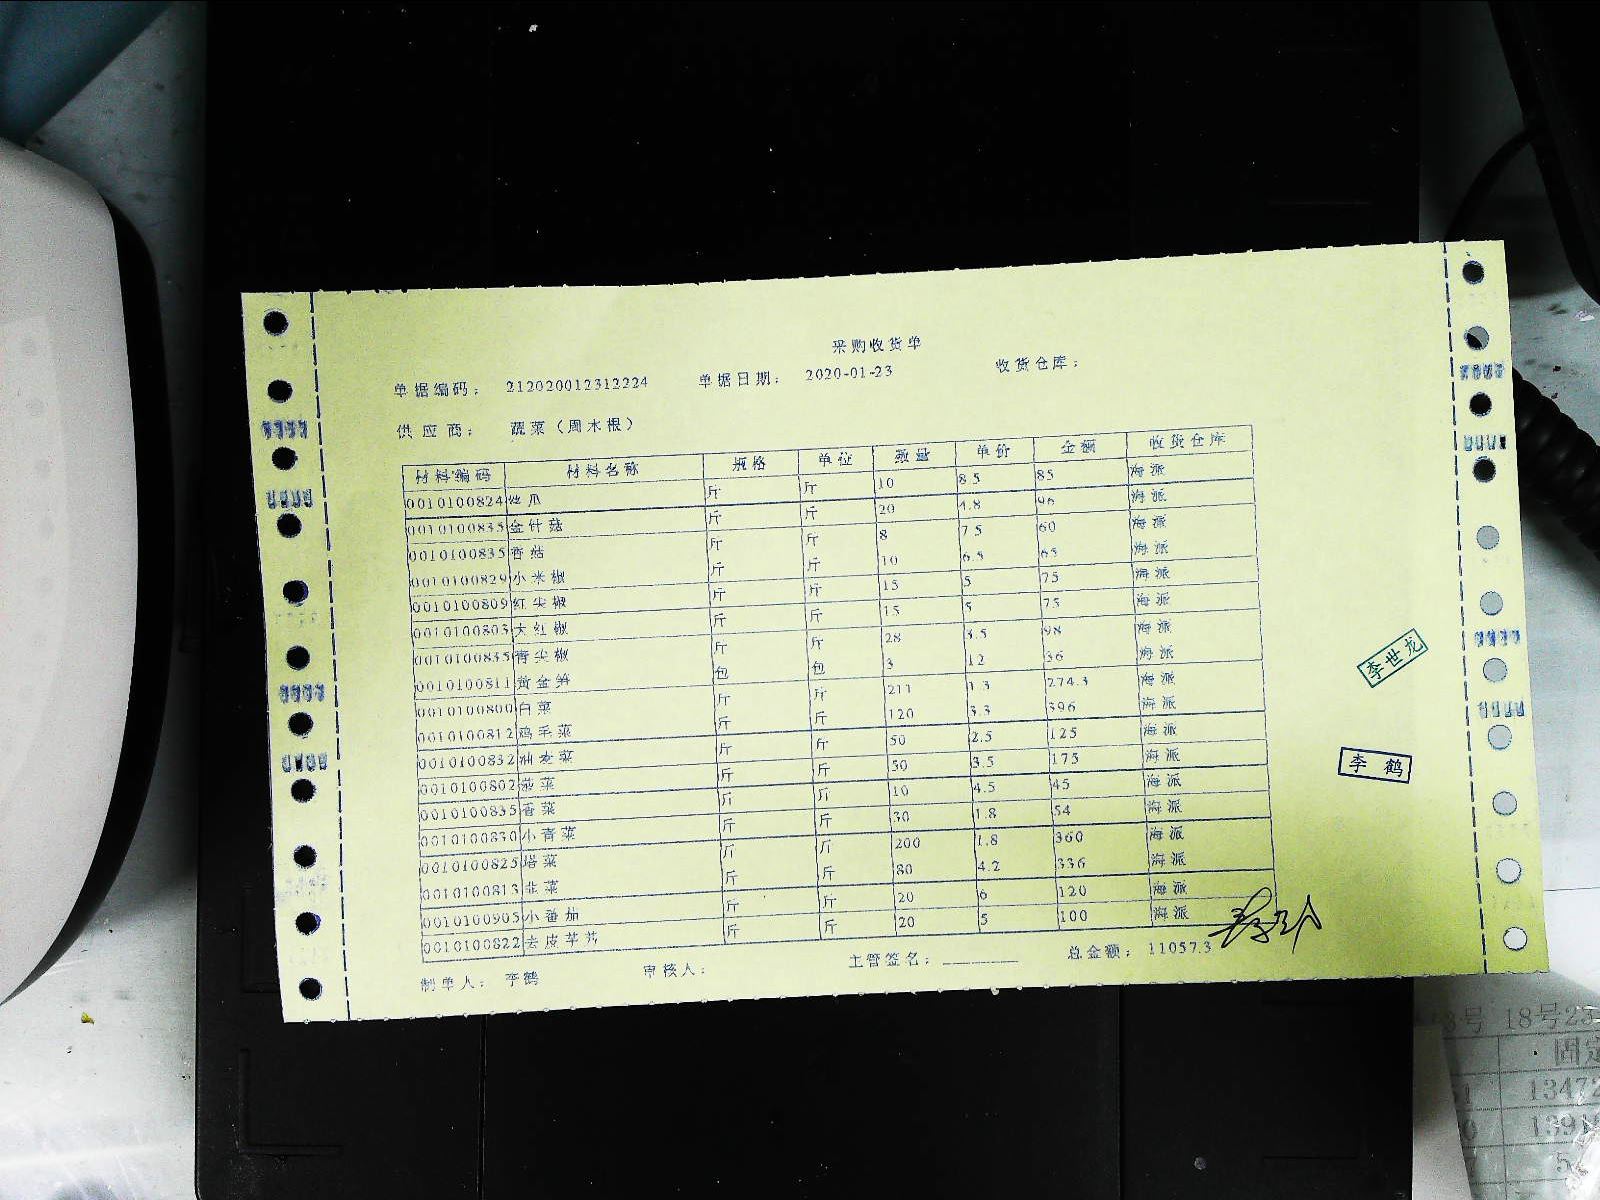 采购收货单
单据编码： 212020012312224 单据日期： 2020-01-23 收货仓库：
供应商： 蔬菜（周木根）
材料编码 材料名称 规格 单位 数量 单价 金额 收货仓库
0010100824 丝瓜 斤 斤 10 8.5 85 海派
0010100835 金针菇 斤 斤 20 4.8 96 海派
0010100835 香菇 斤 斤 8 7.5 60 海派
0010100829 小米椒 斤 斤 10 6.5 65 海派
0010100809 红尖椒 斤 斤 15 5 75 海派
0010100803 大红椒 斤 斤 15 5 75 海派
0010100835 青尖椒 斤 斤 28 3.5 98 海派
0010100811 黄金笋 包 包 3 12 36 海派
0010100800 白菜 斤 斤 211 1.3 274.3 海派
0010100812 鸡毛菜 斤 斤 120 3.3 396 海派
0010100832 油麦菜 斤 斤 50 2.5 125 海派
0010100802 菠菜 斤 斤 50 3.5 175 海派
0010100835 香菜 斤 斤 10 4.5 45 海派
0010100830 小青菜 斤 斤 30 1.8 54 海派
0010100825 塔菜 斤 斤 200 1.8 360 海派
0010100813 韭菜 斤 斤 80 4.2 336 海派
0010100905 小番茄 斤 斤 20 6 120 海派
0010100822 去皮芋艿 斤 斤 20 5 100 海派
制单人： 李鹤 审核人： 主管签名： 总金额： 11057.3
李世龙
李鹤
18号
13472